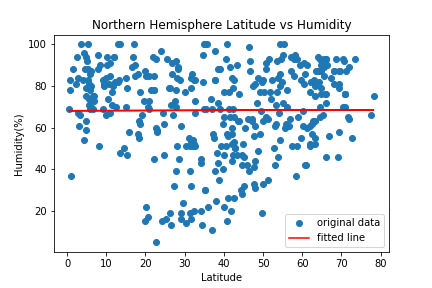 Northern Hemisphere Latitude vs Humidity
100
80
60
40
20
Humidity(%)
original data
fitted line
0 10 20 30 40 50 60 70 80
Latitude